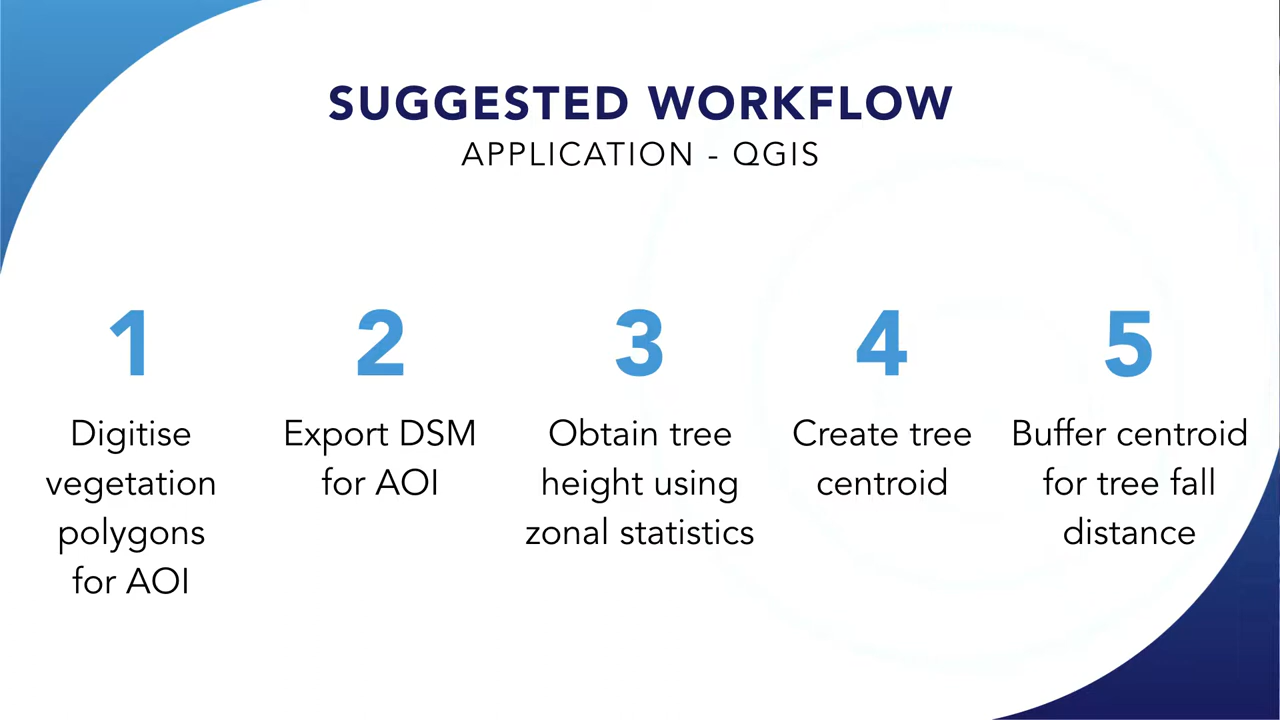 SUGGESTED WORKFLOW
APPLICATION - QGIS
1
Digitise
vegetation
polygons
for AOI
2
Export DSM
for AOI
3
Obtain tree
height using
zonal statistics
4
Create tree
centroid
5
Buffer centroid
for tree fall
distance